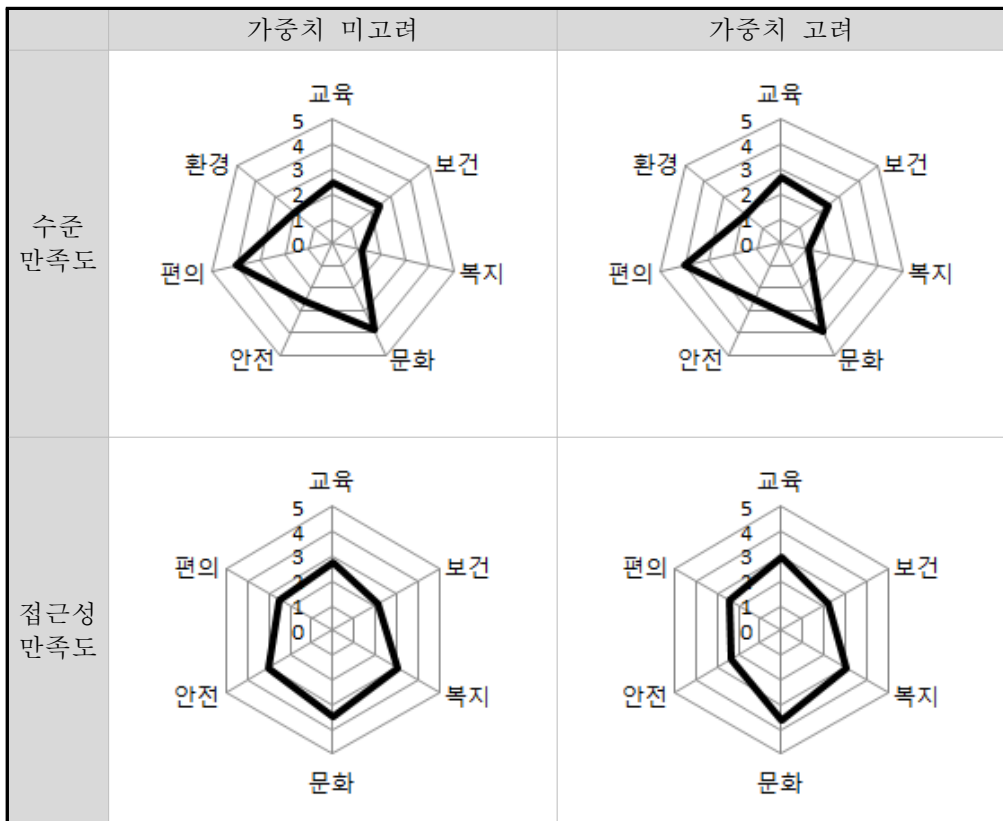 가중치 미고려
가중치 고려
수준
만족도
교육
보건
복지
문화
안전
편의
환경
5
4
3
2
1
0
교육
보건
복지
문화
안전
편의
환경
5
4
3
2
1
0
접근성
만족도
교육
보건
복지
문화
안전
편의
5
4
3
2
1
0
교육
보건
복지
문화
안전
편의
5
4
3
2
1
0